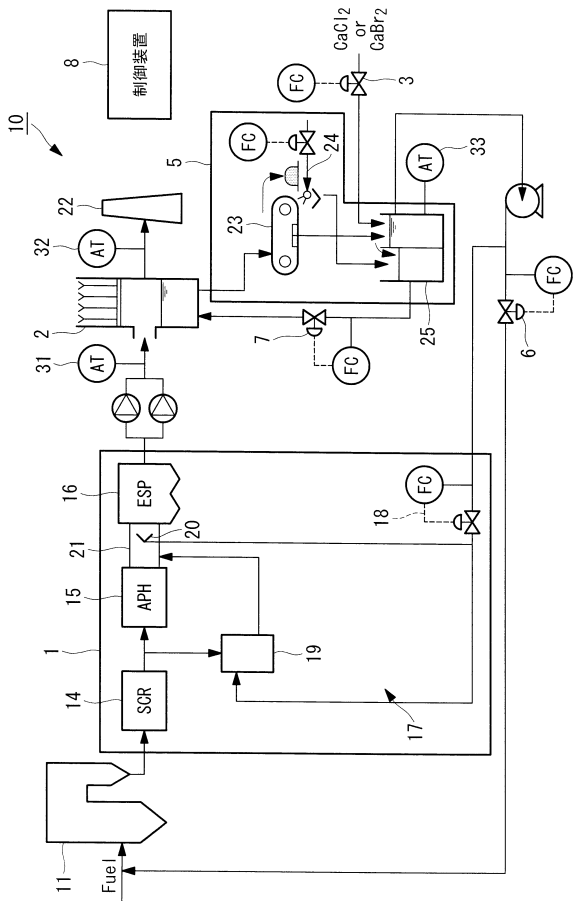 10
8
制御装置
22
32
AT
2
31
AT
5
FC
24
23
FC
3
CaCl2
or
CaBr2
AT
33
25
7
FC
FC
6
1
16
ESP
21
20
15
APH
14
SCR
19
17
18
FC
11
Fuel